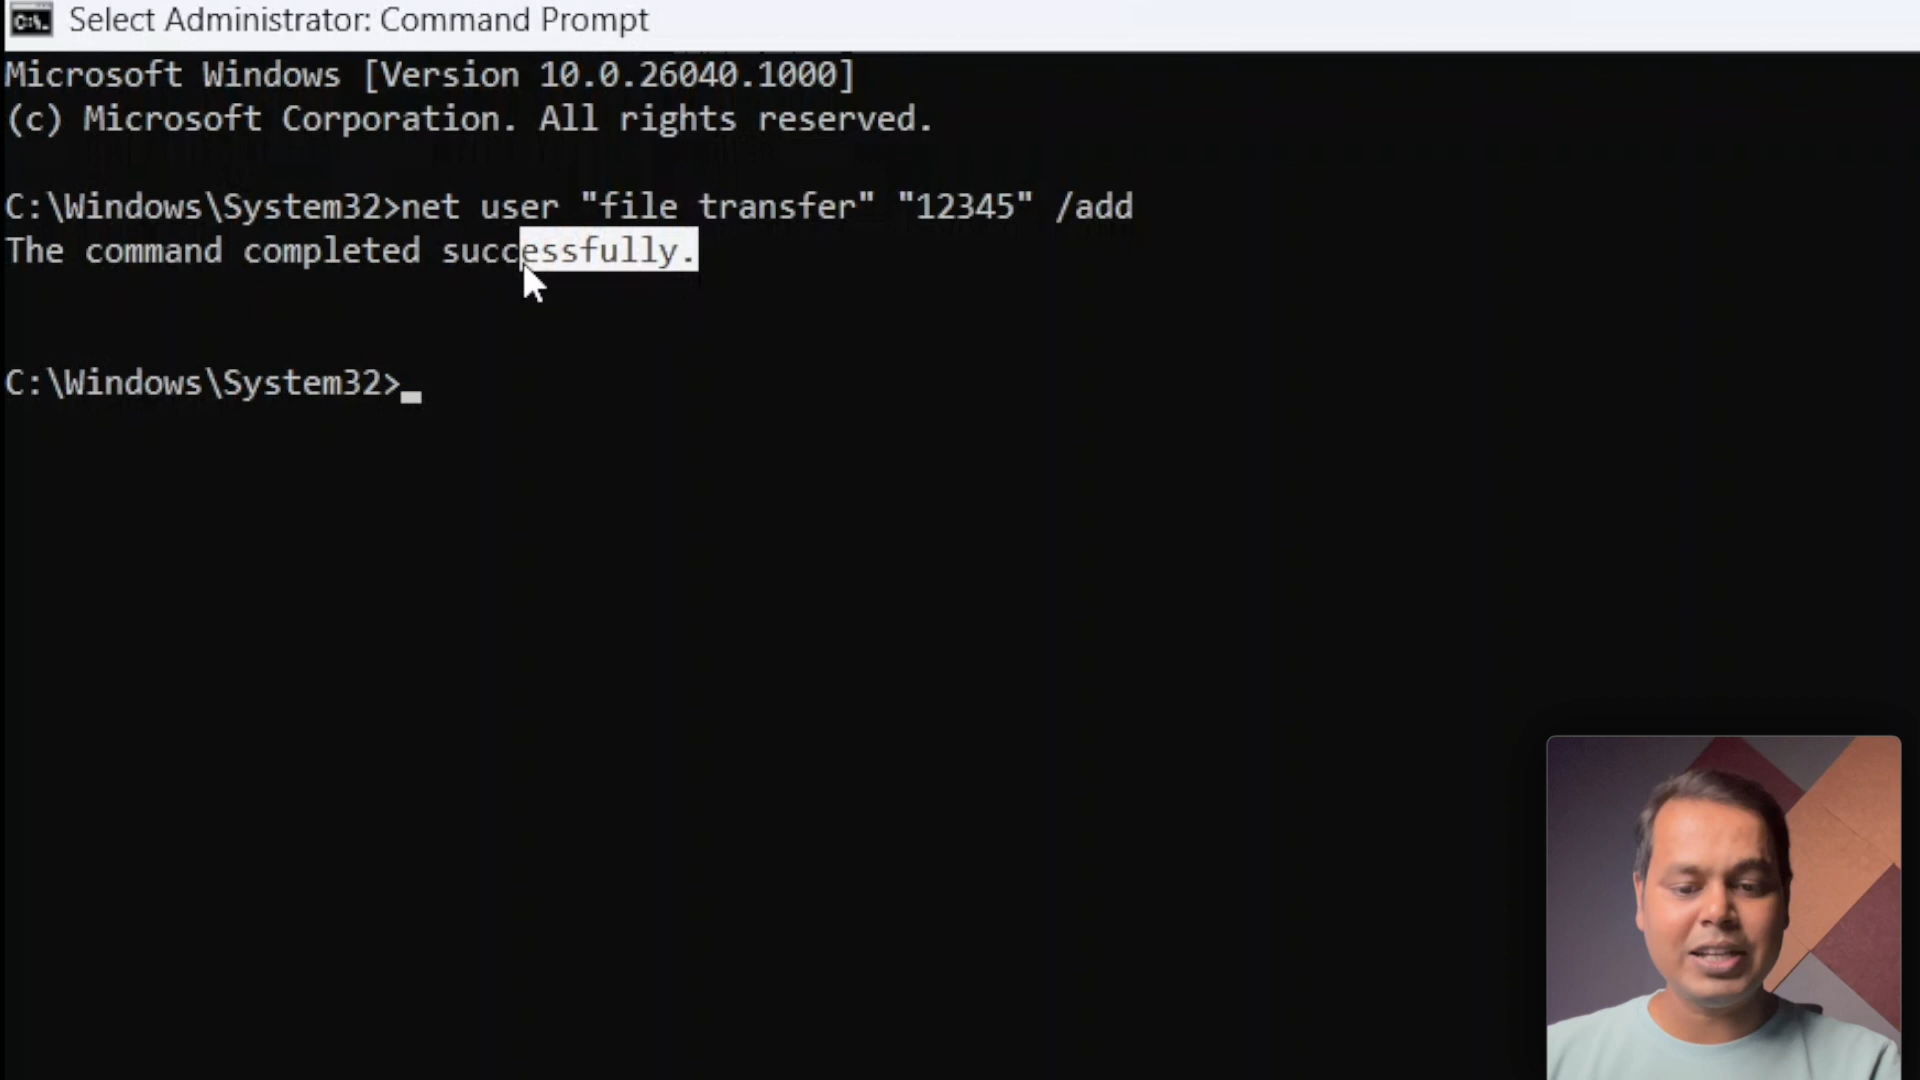 Select Administrator: Command Prompt
Microsoft Windows [Version 10.0.26040.1000]
(c) Microsoft Corporation. All rights reserved.
C:\Windows\System32>net user "file transfer" "12345" /add
The command completed successfully.
C:\Windows\System32>